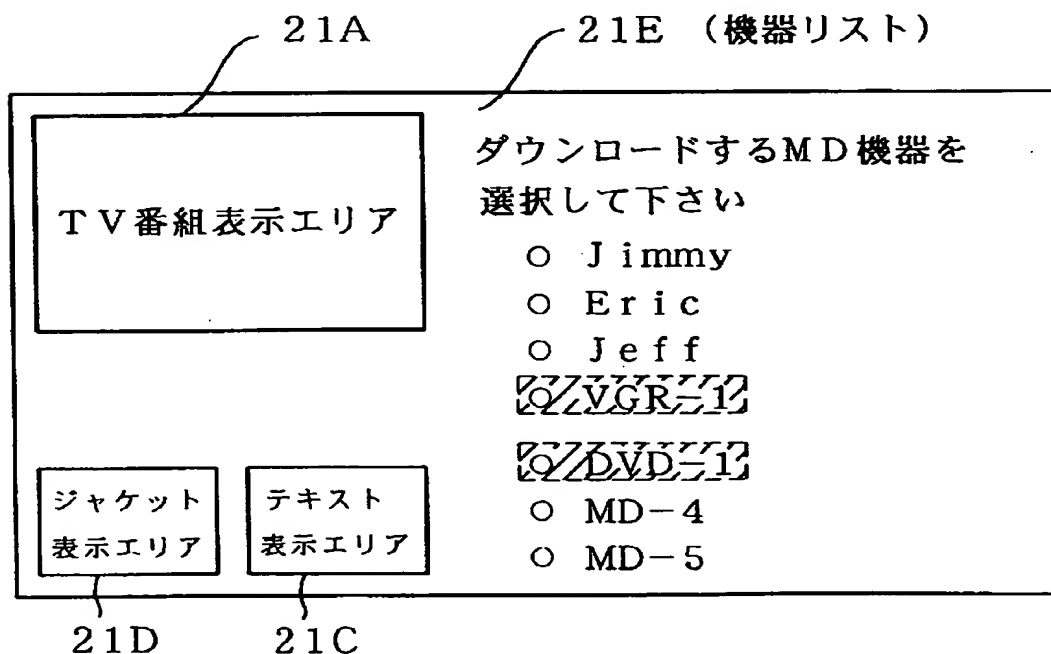 21A
21E (機器リスト)
TV番組表示エリア
ダウンロードするMD機器を
選択して下さい
○ Jimmy
○ Eric
○ Jeff
○ VGR-1
○ DVD-1
○ MD-4
○ MD-5
ジャケット
表示エリア
テキスト
表示エリア
21D
21C